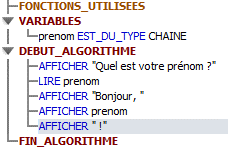 FONCTIONS_UTILISEES
VARIABLES
prenom EST_DU_TYPE CHAINE
DEBUT_ALGORITHME
AFFICHER "Quel est votre prénom ?"
LIRE prenom
AFFICHER "Bonjour, "
AFFICHER prenom
AFFICHER " !"
FIN_ALGORITHME